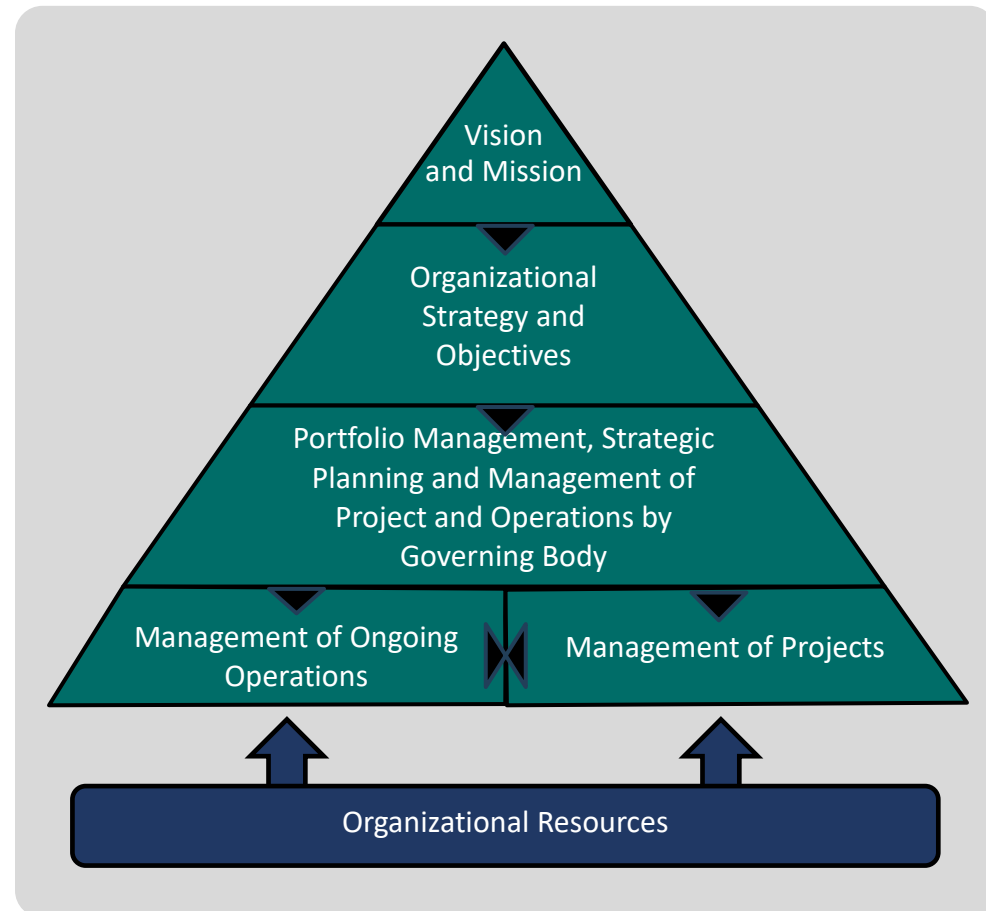 Vision
and Mission
Organizational
Strategy and
Objectives
Portfolio Management, Strategic
Planning and Management of
Project and Operations by
Governing Body
Management of Ongoing
Operations
Management of Projects
Organizational Resources